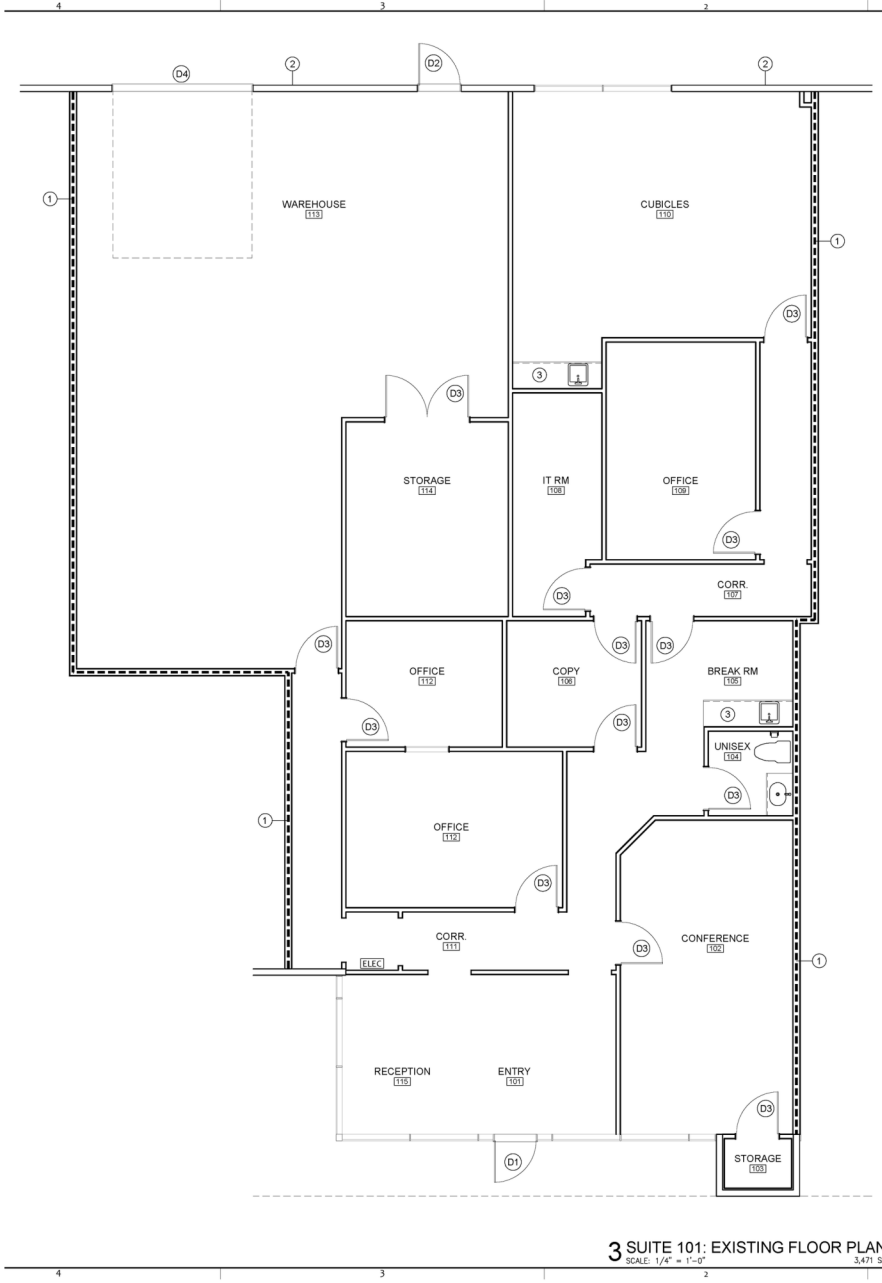 4 3 2
D4
2
D2
2
1
WAREHOUSE
113
CUBICLES
110
1
D3
3
D3
STORAGE
114
IT RM
108
OFFICE
109
D3
D3
CORR.
107
D3
D3
D3
OFFICE
112
COPY
106
BREAK RM
105
D3
D3
3
UNISEX
104
D3
1
OFFICE
112
D3
CORR.
111
D3
CONFERENCE
102
1
ELEC
RECEPTION
115
ENTRY
101
D3
D1
STORAGE
103
3 SUITE 101: EXISTING FLOOR PLAN
SCALE: 1/4" = 1'-0" 3,471 S
4 3 2